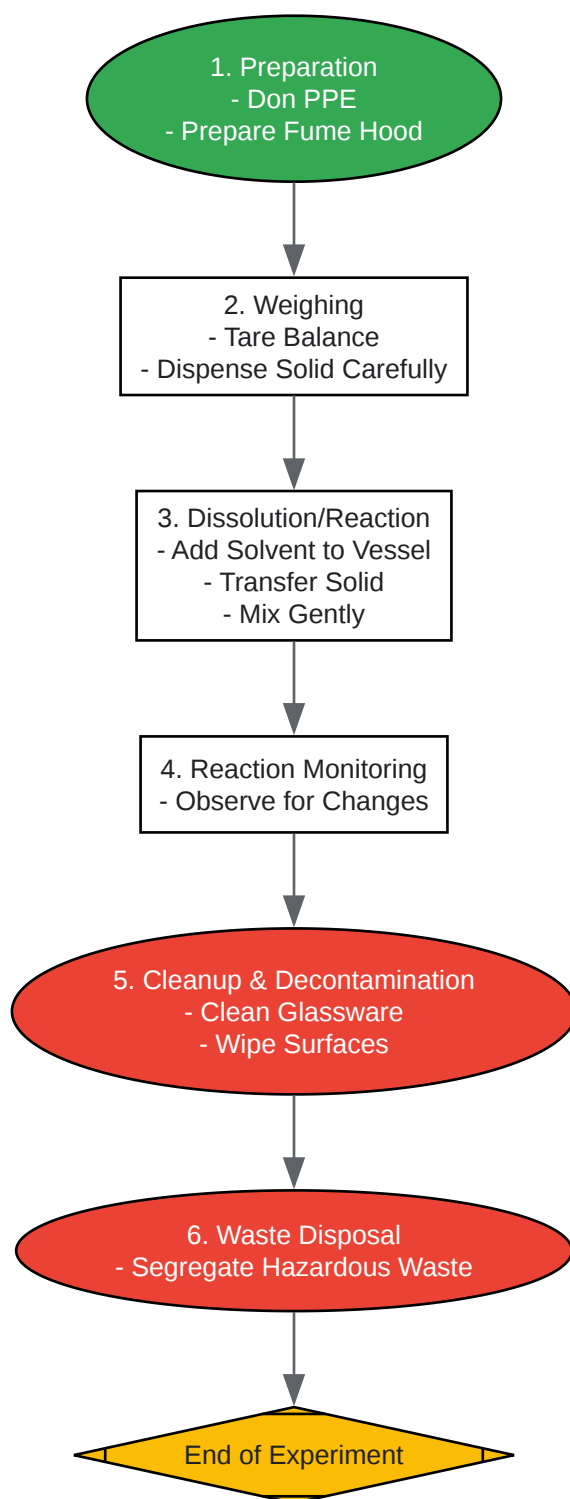 1. Preparation
- Don PPE
- Prepare Fume Hood
2. Weighing
- Tare Balance
- Dispense Solid Carefully
3. Dissolution/Reaction
- Add Solvent to Vessel
- Transfer Solid
- Mix Gently
4. Reaction Monitoring
- Observe for Changes
5. Cleanup & Decontamination
- Clean Glassware
- Wipe Surfaces
6. Waste Disposal
- Segregate Hazardous Waste
End of Experiment